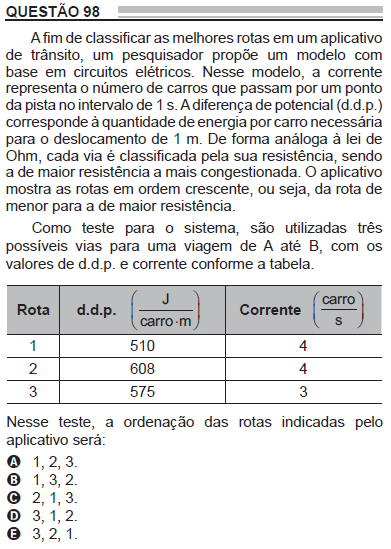 QUESTÃO 98
A fim de classificar as melhores rotas em um aplicativo
de trânsito, um pesquisador propõe um modelo com
base em circuitos elétricos. Nesse modelo, a corrente
representa o número de carros que passam por um ponto
da pista no intervalo de 1 s. A diferença de potencial (d.d.p.)
corresponde à quantidade de energia por carro necessária
para o deslocamento de 1 m. De forma análoga à lei de
Ohm, cada via é classificada pela sua resistência, sendo
a de maior resistência a mais congestionada. O aplicativo
mostra as rotas em ordem crescente, ou seja, da rota de
menor para a de maior resistência.
Como teste para o sistema, são utilizadas três
possíveis vias para uma viagem de A até B, com os
valores de d.d.p. e corrente conforme a tabela.
Rota d.d.p. (J/carro·m) Corrente (carro/s)
1 510 4
2 608 4
3 575 3
Nesse teste, a ordenação das rotas indicadas pelo
aplicativo será:
A 1, 2, 3.
B 1, 3, 2.
C 2, 1, 3.
D 3, 1, 2.
E 3, 2, 1.